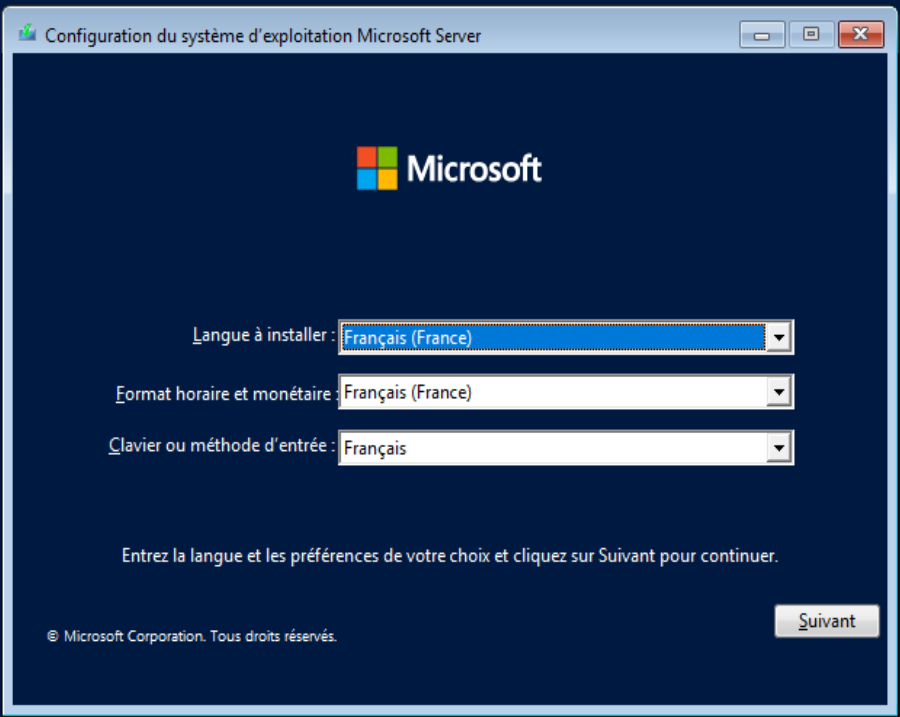 Configuration du système d'exploitation Microsoft Server
Microsoft
Langue à installer : Français (France)
Format horaire et monétaire : Français (France)
Clavier ou méthode d'entrée : Français
Entrez la langue et les préférences de votre choix et cliquez sur Suivant pour continuer.
Suivant
© Microsoft Corporation. Tous droits réservés.